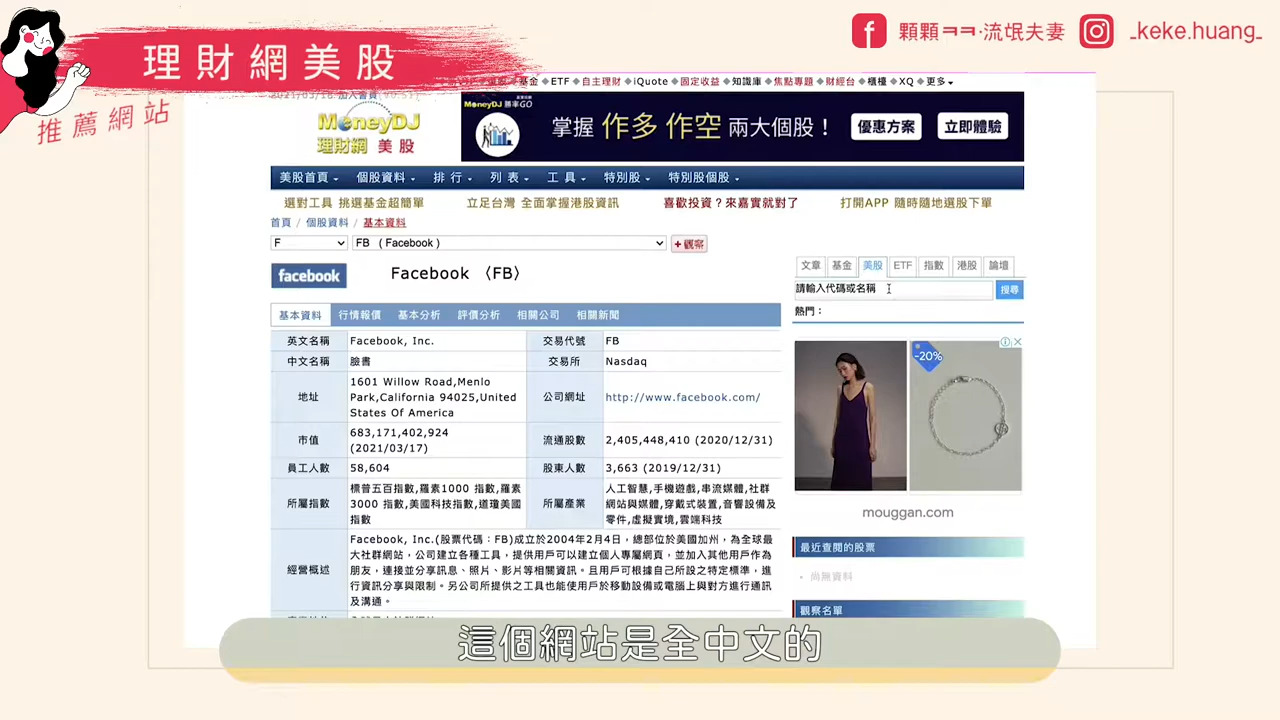 理財網美股
推薦網站
顆顆ㅋㅋ·流氓夫妻
_keke.huang_
基金 ◆ETF ◆自主理財 ◆iQuote ◆固定收益 ◆知識庫 ◆焦點專題 ◆財經台 ◆櫃檯 ◆XQ ◆更多
MoneyDJ
理財網 美股
MoneyDJ 勝率GO
掌握 作多 作空 兩大個股！
優惠方案
立即體驗
美股首頁 個股資料 排行 列表 工具 特別股 特別股個股
選對工具 挑選基金超簡單 立足台灣 全面掌握港股資訊 喜歡投資？來嘉實就對了 打開APP 隨時隨地選股下單
首頁 / 個股資料 / 基本資料
F FB ( Facebook ) +觀察
facebook Facebook 〈FB〉
文章 基金 美股 ETF 指數 港股 論壇
請輸入代碼或名稱 搜尋
熱門：
基本資料 行情報價 基本分析 評價分析 相關公司 相關新聞
英文名稱 Facebook, Inc. 交易代號 FB
中文名稱 臉書 交易所 Nasdaq
地址 1601 Willow Road,Menlo Park,California 94025,United States Of America 公司網址 http://www.facebook.com/
市值 683,171,402,924 (2021/03/17) 流通股數 2,405,448,410 (2020/12/31)
員工人數 58,604 股東人數 3,663 (2019/12/31)
所屬指數 標普五百指數,羅素1000 指數,羅素3000 指數,美國科技指數,道瓊美國指數 所屬產業 人工智慧,手機遊戲,串流媒體,社群網站與媒體,穿戴式裝置,音響設備及零件,虛擬實境,雲端科技
經營概述 Facebook, Inc.(股票代碼：FB)成立於2004年2月4日，總部位於美國加州，為全球最
大社群網站，公司建立各種工具，提供用戶可以建立個人專屬網頁，並加入其他用戶作為
朋友，連接並分享訊息、照片、影片等相關資訊。且用戶可根據自己所設之特定標準，進
行資訊分享與限制。另公司所提供之工具也能使用戶於移動設備或電腦上與對方進行通訊
及溝通。
-20%
mouggan.com
最近查閱的股票
尚無資料
觀察名單
這個網站是全中文的